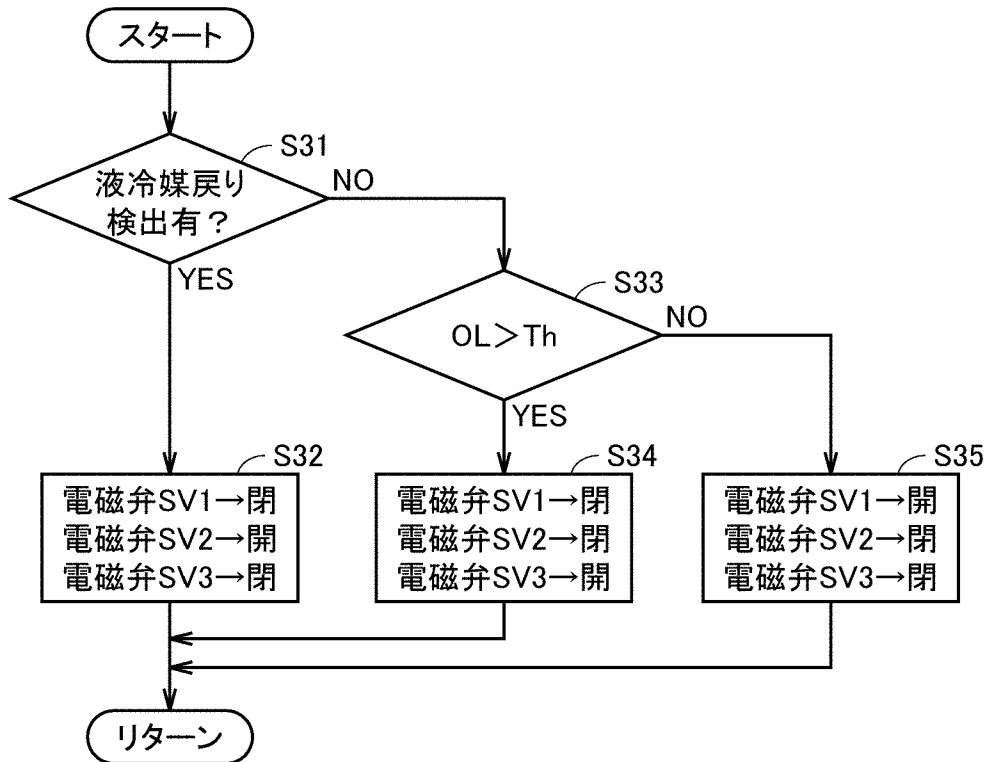 スタート
S31
液冷媒戻り
検出有？
NO
YES
S33
OL＞Th
NO
YES
S32
電磁弁SV1→閉
電磁弁SV2→開
電磁弁SV3→閉
S34
電磁弁SV1→閉
電磁弁SV2→閉
電磁弁SV3→開
S35
電磁弁SV1→開
電磁弁SV2→閉
電磁弁SV3→閉
リターン